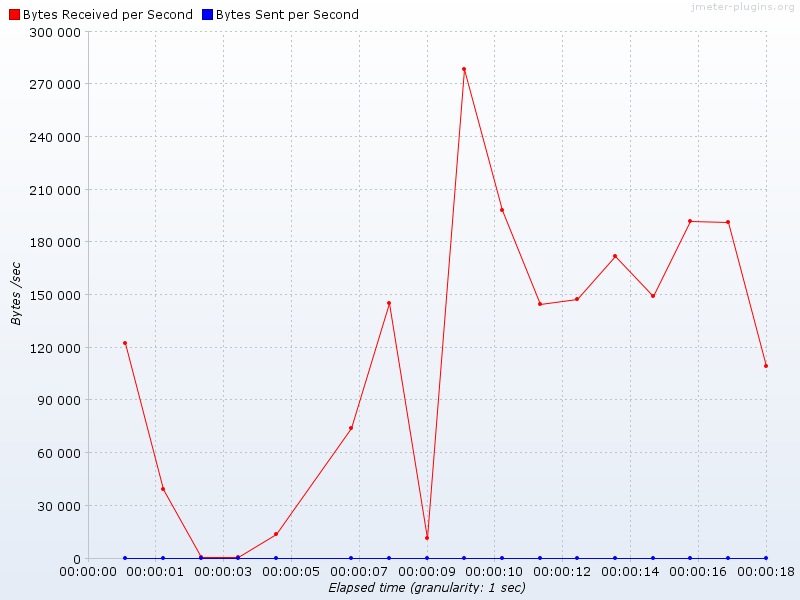 jmeter-plugins.org
Bytes Received per Second Bytes Sent per Second
300 000
270 000
240 000
210 000
180 000
150 000
120 000
90 000
60 000
30 000
0
Bytes /sec
00:00:00 00:00:01 00:00:03 00:00:05 00:00:07 00:00:09 00:00:10 00:00:12 00:00:14 00:00:16 00:00:18
Elapsed time (granularity: 1 sec)